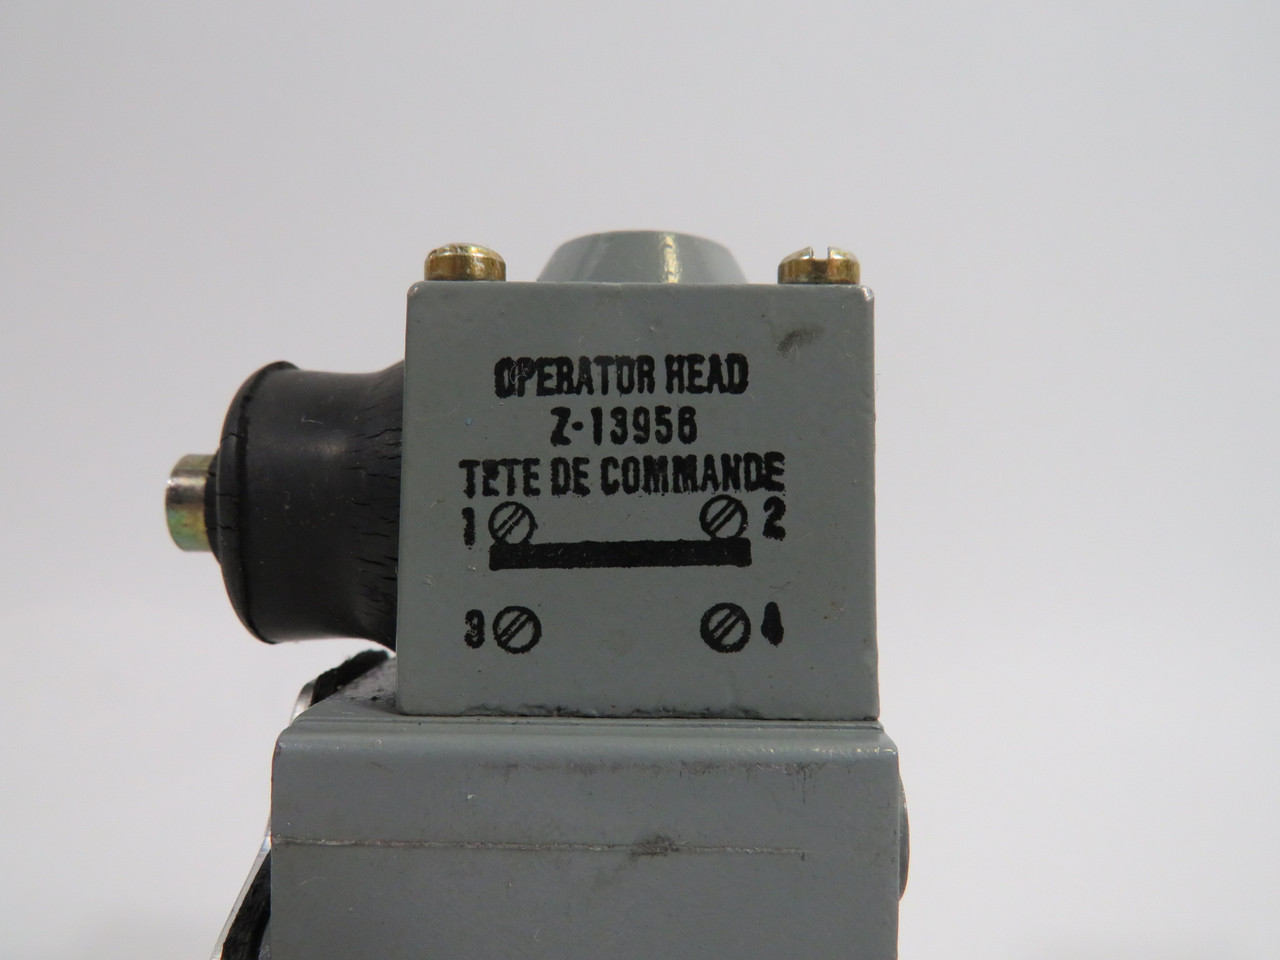 OPERATOR HEAD
Z-13956
TETE DE COMMANDE
1 2
3 4